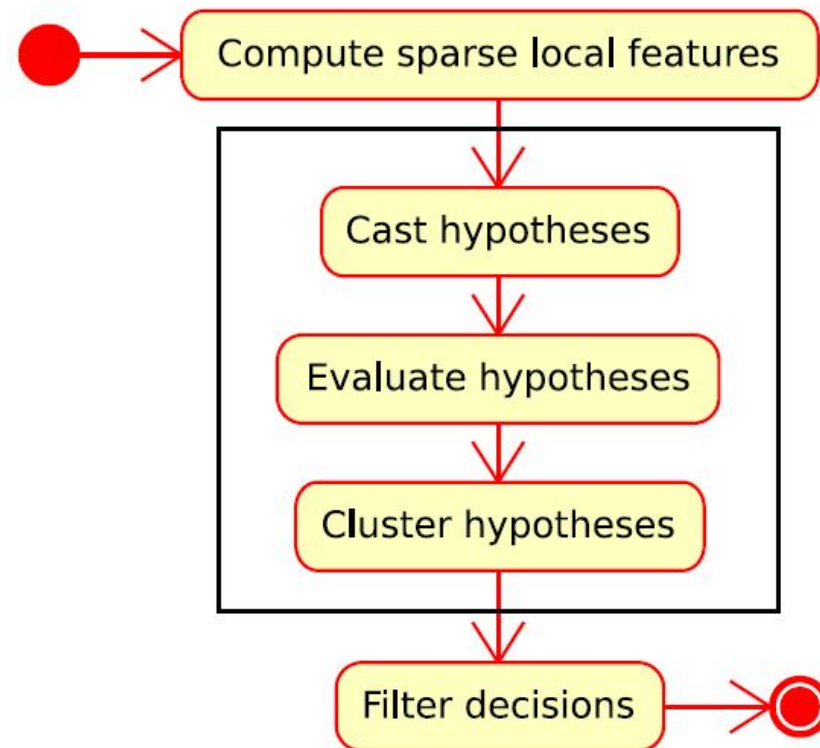 Compute sparse local features
Cast hypotheses
Evaluate hypotheses
Cluster hypotheses
Filter decisions